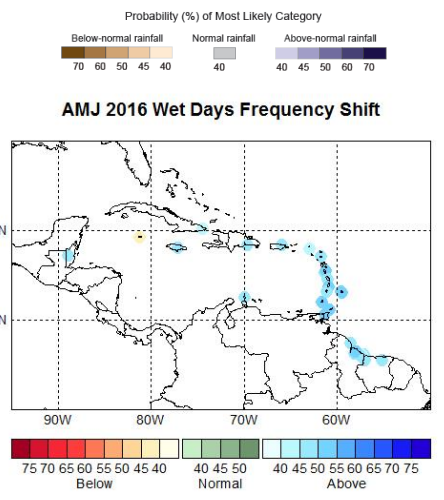 Probability (%) of Most Likely Category
Below-normal rainfall Normal rainfall Above-normal rainfall
70 60 50 45 40 40 40 45 50 60 70
AMJ 2016 Wet Days Frequency Shift
N
N
90W 80W 70W 60W
75 70 65 60 55 50 45 40 40 45 50 40 45 50 55 60 65 70 75
Below Normal Above